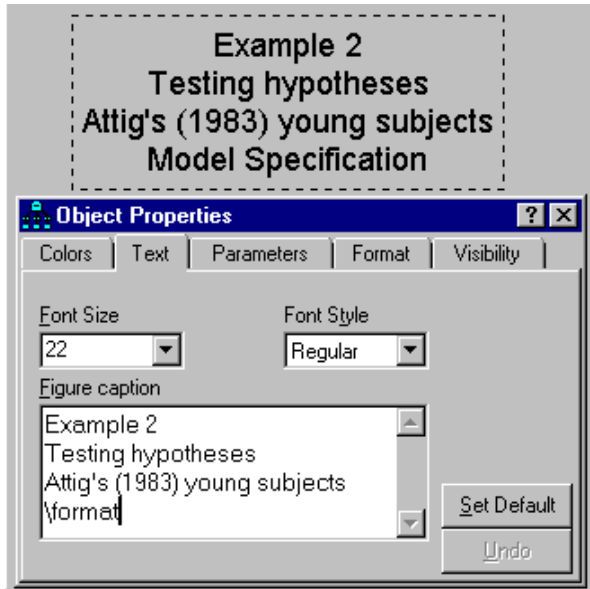 Example 2
Testing hypotheses
Attig's (1983) young subjects
Model Specification
Object Properties ? X
Colors Text Parameters Format Visibility
Font Size Font Style
22 Regular
Figure caption
Example 2
Testing hypotheses
Attig's (1983) young subjects
\format
Set Default
Undo